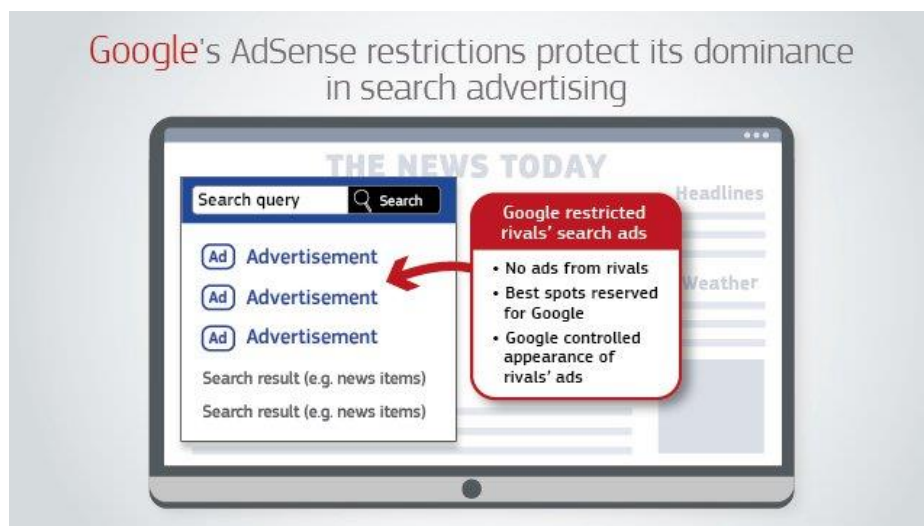 Google's AdSense restrictions protect its dominance
in search advertising
THE NEWS TODAY
Search query
Search
Ad Advertisement
Ad Advertisement
Ad Advertisement
Search result (e.g. news items)
Search result (e.g. news items)
Google restricted
rivals' search ads
• No ads from rivals
• Best spots reserved
for Google
• Google controlled
appearance of
rivals' ads
Headlines
Weather